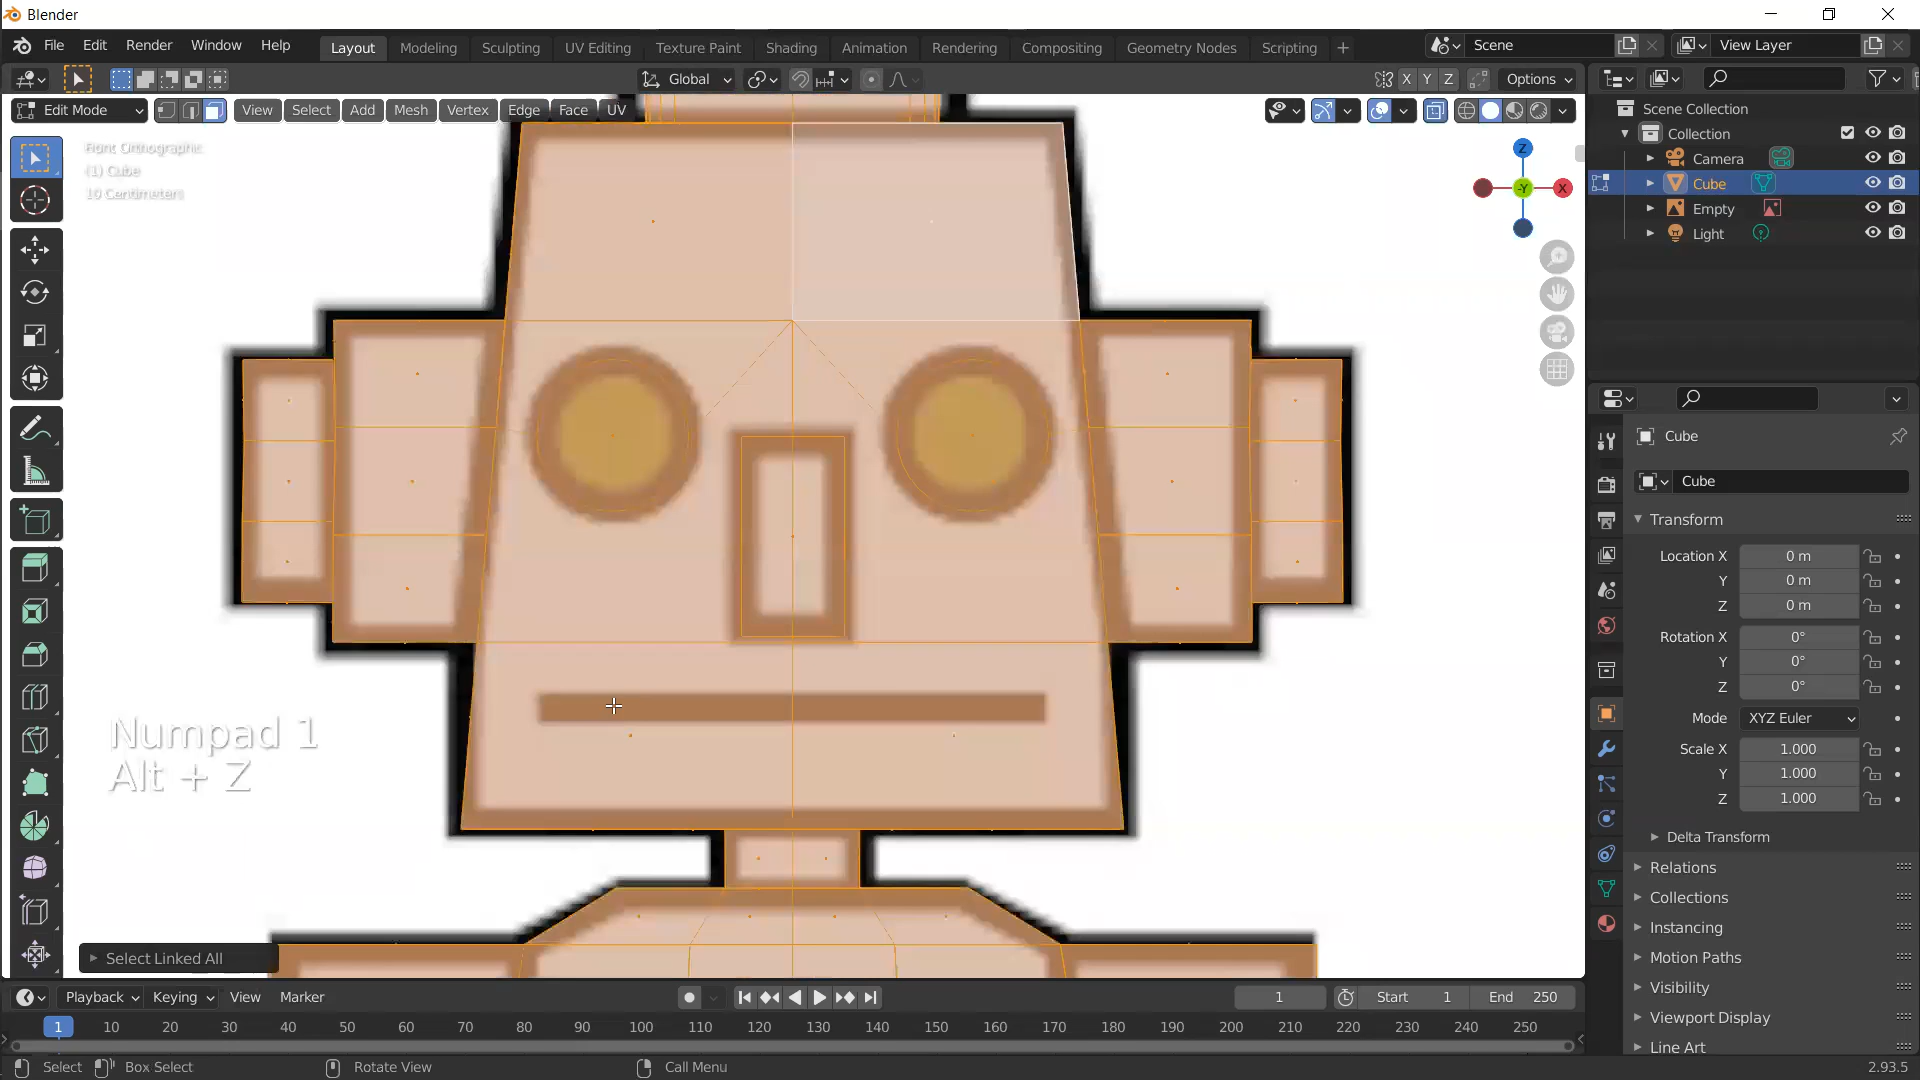 Blender
File Edit Render Window Help Layout Modeling Sculpting UV Editing Texture Paint Shading Animation Rendering Compositing Geometry Nodes Scripting + Scene View Layer
Global X Y Z Options
Edit Mode View Select Add Mesh Vertex Edge Face UV
Front Orthographic
(1) Cube
10 Centimeters
Z
-Y X
Scene Collection
Collection
Camera
Cube
Empty
Light
Cube
Cube
Transform
Location X 0 m
Y 0 m
Z 0 m
Rotation X 0°
Y 0°
Z 0°
Mode XYZ Euler
Scale X 1.000
Y 1.000
Z 1.000
Delta Transform
Relations
Collections
Instancing
Motion Paths
Visibility
Viewport Display
Line Art
Numpad 1
Alt + Z
Select Linked All
Playback Keying View Marker 1 Start 1 End 250
1 10 20 30 40 50 60 70 80 90 100 110 120 130 140 150 160 170 180 190 200 210 220 230 240 250
Select Box Select Rotate View Call Menu 2.93.5